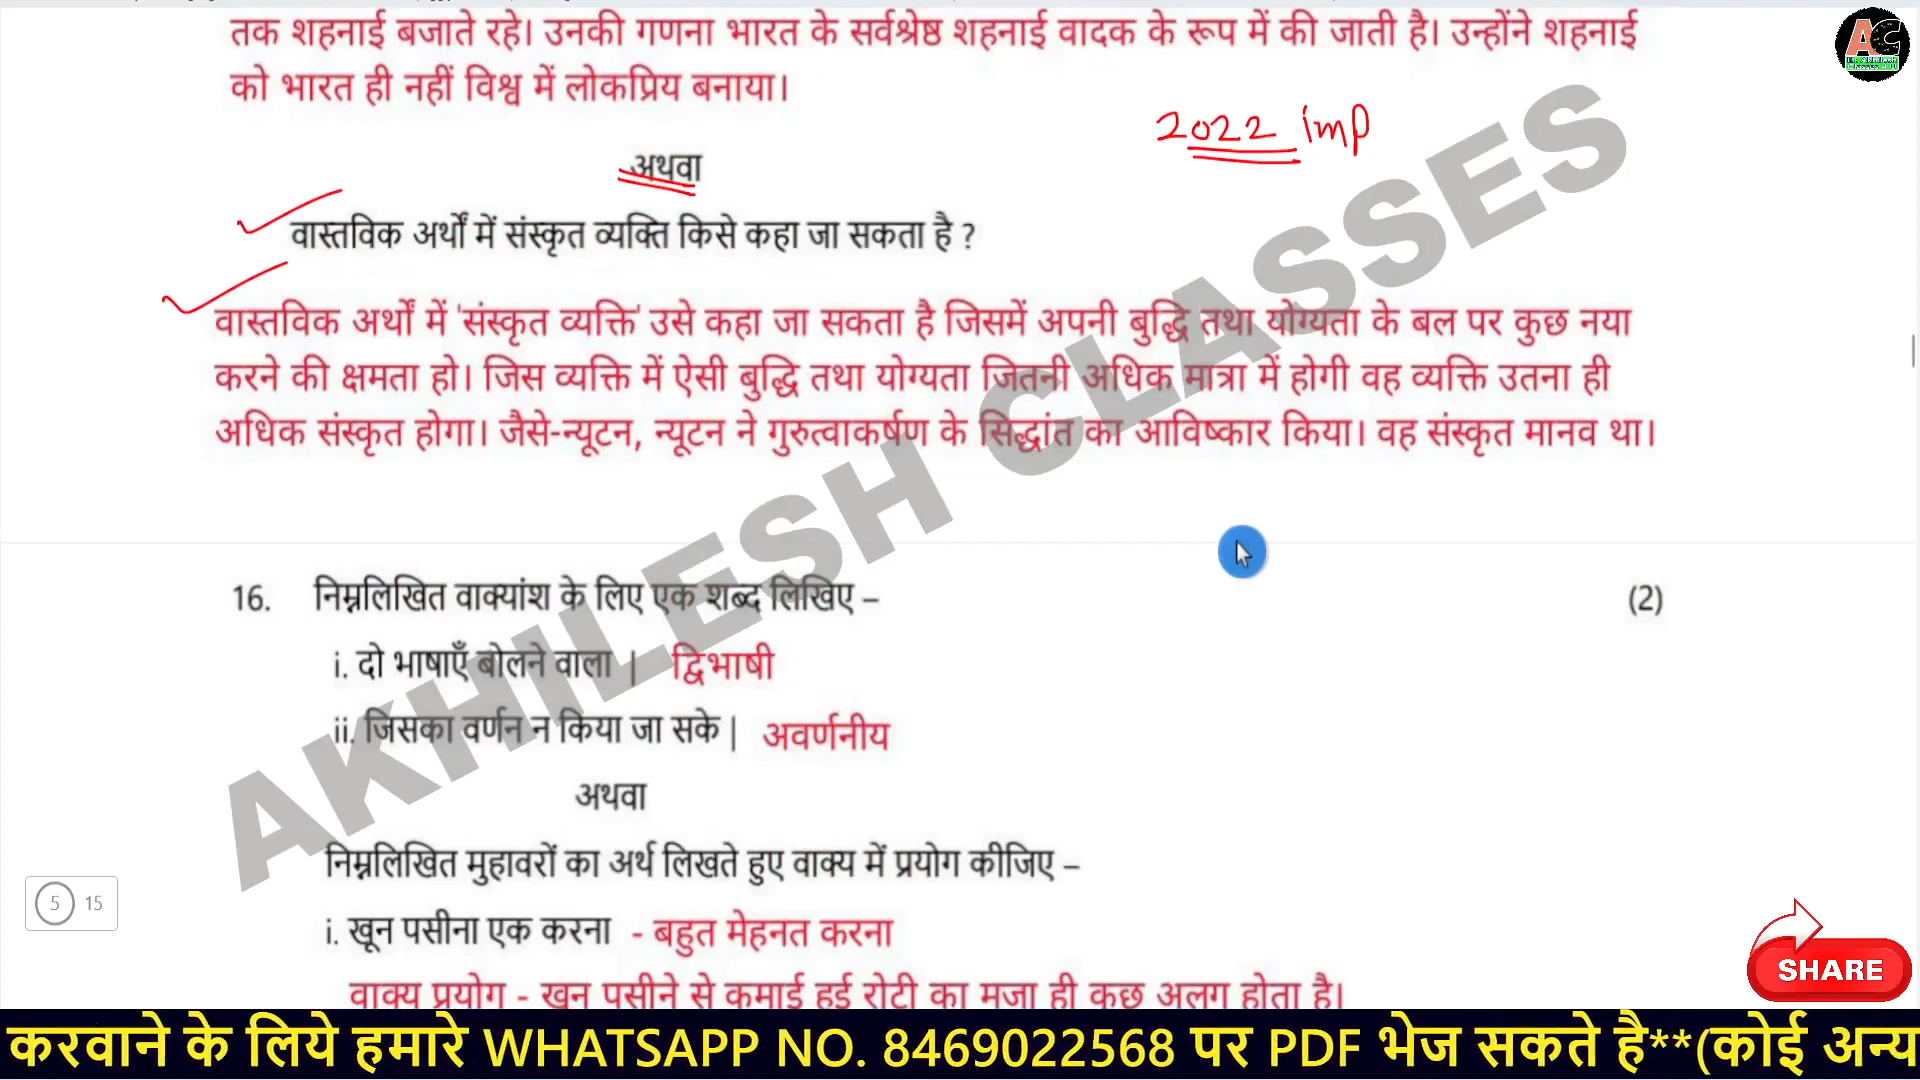 तक शहनाई बजाते रहे। उनकी गणना भारत के सर्वश्रेष्ठ शहनाई वादक के रूप में की जाती है। उन्होंने शहनाई
को भारत ही नहीं विश्व में लोकप्रिय बनाया।
2022 imp
अथवा
वास्तविक अर्थों में संस्कृत व्यक्ति किसे कहा जा सकता है ?
वास्तविक अर्थों में 'संस्कृत व्यक्ति' उसे कहा जा सकता है जिसमें अपनी बुद्धि तथा योग्यता के बल पर कुछ नया
करने की क्षमता हो। जिस व्यक्ति में ऐसी बुद्धि तथा योग्यता जितनी अधिक मात्रा में होगी वह व्यक्ति उतना ही
अधिक संस्कृत होगा। जैसे-न्यूटन, न्यूटन ने गुरुत्वाकर्षण के सिद्धांत का आविष्कार किया। वह संस्कृत मानव था।
AKHILESH CLASSES
16. निम्नलिखित वाक्यांश के लिए एक शब्द लिखिए – (2)
i. दो भाषाएँ बोलने वाला | द्विभाषी
ii. जिसका वर्णन न किया जा सके | अवर्णनीय
अथवा
निम्नलिखित मुहावरों का अर्थ लिखते हुए वाक्य में प्रयोग कीजिए –
i. खून पसीना एक करना - बहुत मेहनत करना
वाक्य प्रयोग - खून पसीने से कमाई हुई रोटी का मजा ही कुछ अलग होता है।
5 15
SHARE
करवाने के लिये हमारे WHATSAPP NO. 8469022568 पर PDF भेज सकते है**(कोई अन्य